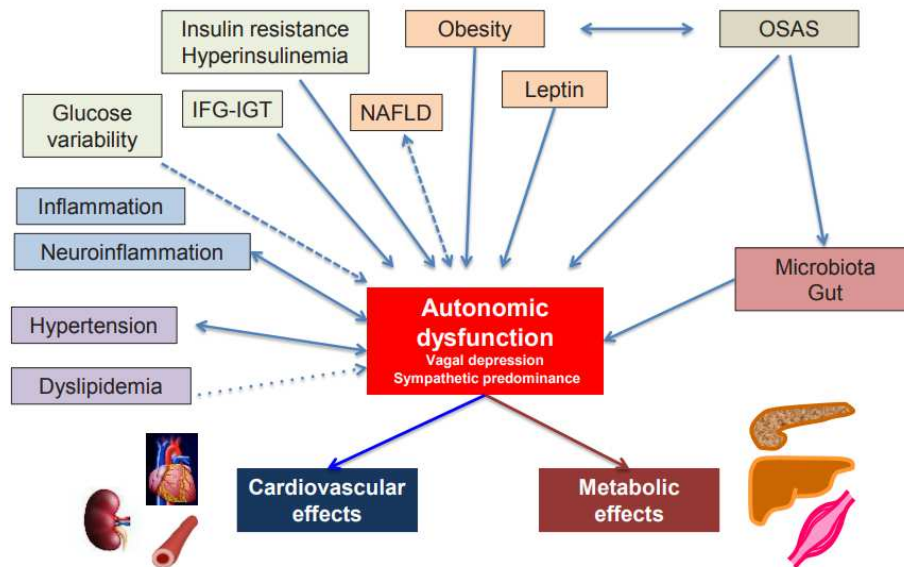 Insulin resistance
Hyperinsulinemia
Obesity
OSAS
IFG-IGT
NAFLD
Leptin
Glucose
variability
Inflammation
Neuroinflammation
Hypertension
Dyslipidemia
Microbiota
Gut
Autonomic
dysfunction
Vagal depression
Sympathetic predominance
Cardiovascular
effects
Metabolic
effects